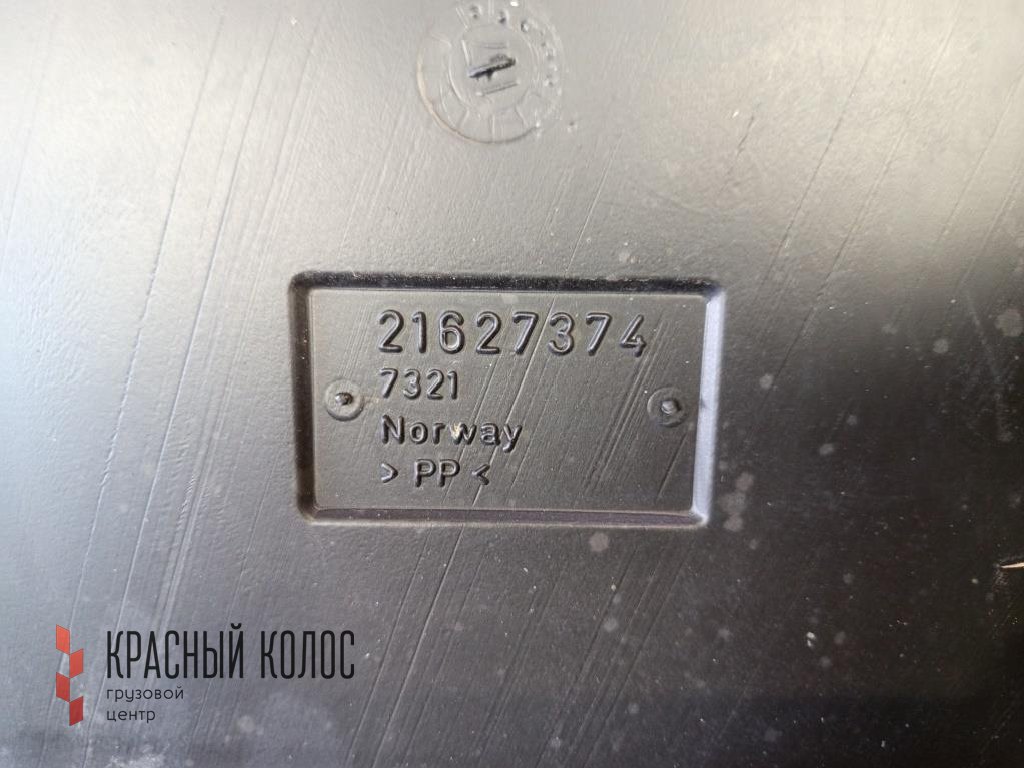 21627374
7321
Norway
> PP <
КРАСНЫЙ КОЛОС
грузовой
центр